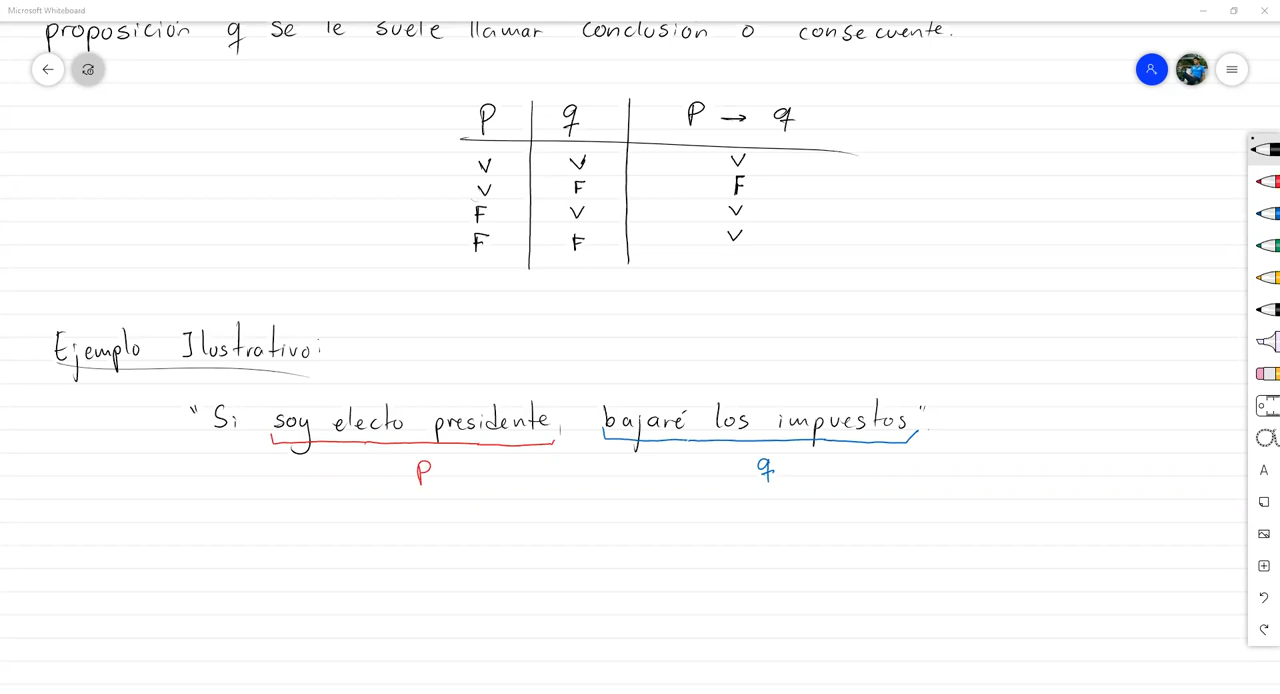 Microsoft Whiteboard
proposición q se le suele llamar conclusión o consecuente.
P q P → q
V V V
V F F
F V V
F F V
Ejemplo Ilustrativo:
"Si soy electo presidente, bajaré los impuestos".
p q
A